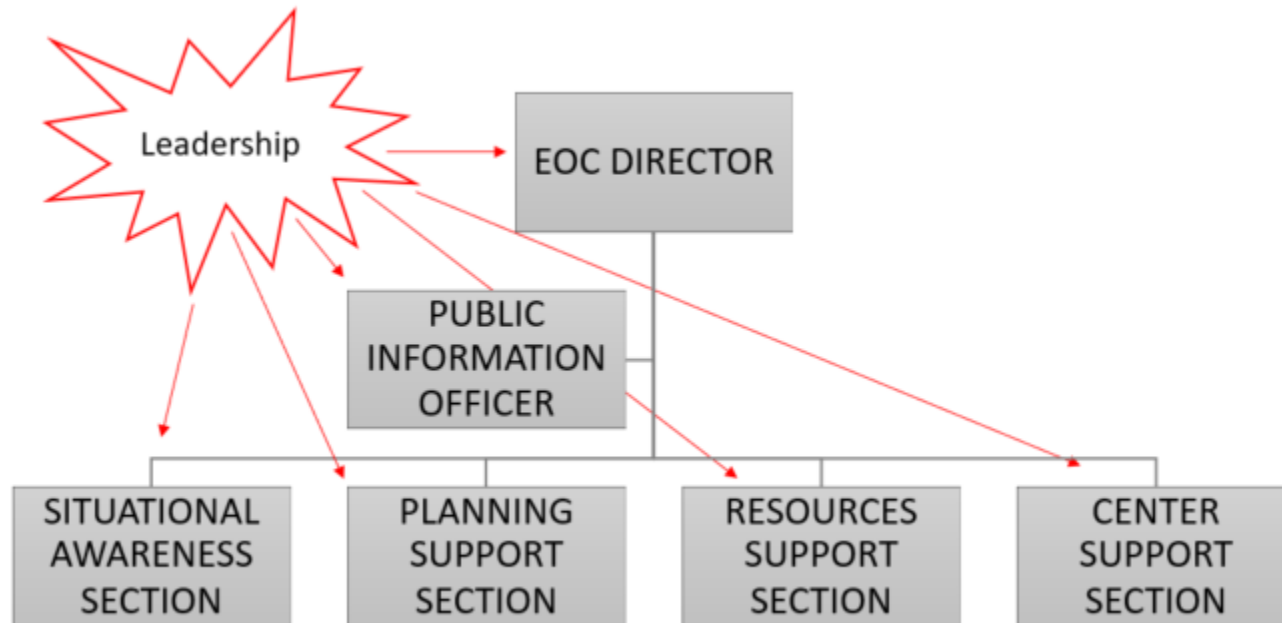 Leadership
EOC DIRECTOR
PUBLIC
INFORMATION
OFFICER
SITUATIONAL
AWARENESS
SECTION
PLANNING
SUPPORT
SECTION
RESOURCES
SUPPORT
SECTION
CENTER
SUPPORT
SECTION